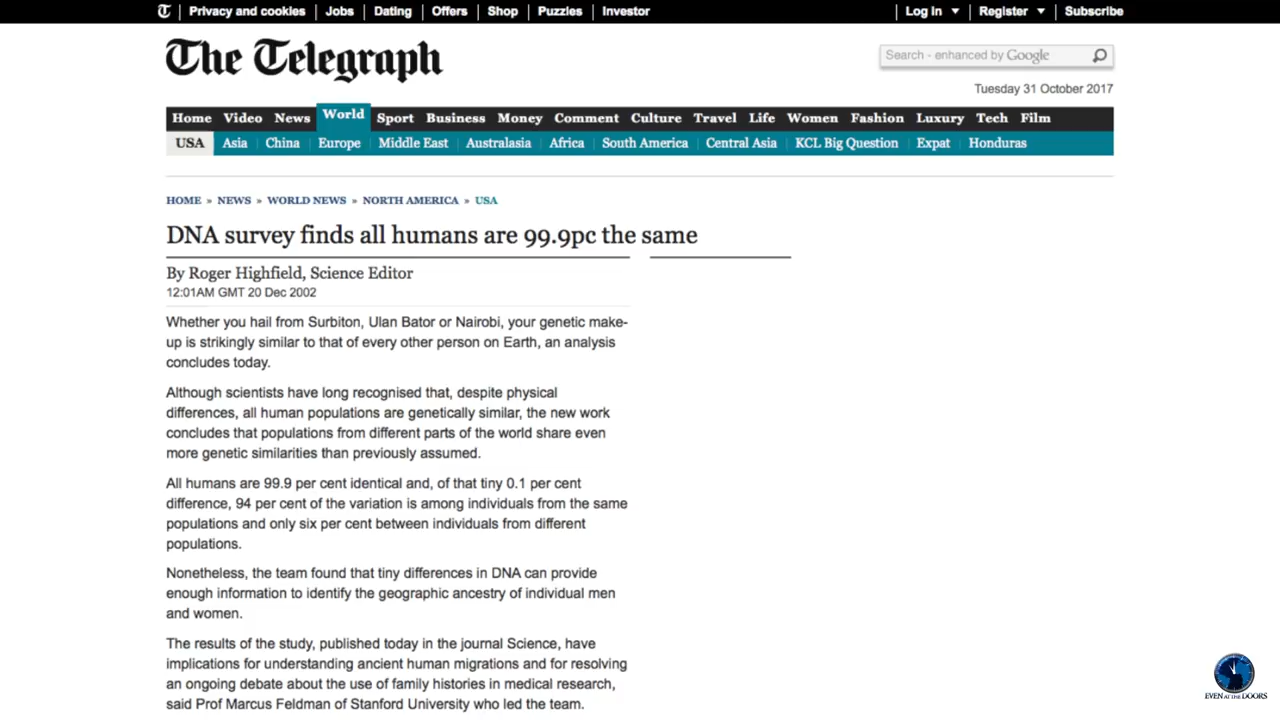 Privacy and cookies | Jobs | Dating | Offers | Shop | Puzzles | Investor | Log in | Register | Subscribe
The Telegraph
Search - enhanced by Google
Tuesday 31 October 2017
Home Video News World Sport Business Money Comment Culture Travel Life Women Fashion Luxury Tech Film
USA Asia China Europe Middle East Australasia Africa South America Central Asia KCL Big Question Expat Honduras
HOME » NEWS » WORLD NEWS » NORTH AMERICA » USA
DNA survey finds all humans are 99.9pc the same
By Roger Highfield, Science Editor
12:01AM GMT 20 Dec 2002
Whether you hail from Surbiton, Ulan Bator or Nairobi, your genetic make-
up is strikingly similar to that of every other person on Earth, an analysis
concludes today.
Although scientists have long recognised that, despite physical
differences, all human populations are genetically similar, the new work
concludes that populations from different parts of the world share even
more genetic similarities than previously assumed.
All humans are 99.9 per cent identical and, of that tiny 0.1 per cent
difference, 94 per cent of the variation is among individuals from the same
populations and only six per cent between individuals from different
populations.
Nonetheless, the team found that tiny differences in DNA can provide
enough information to identify the geographic ancestry of individual men
and women.
The results of the study, published today in the journal Science, have
implications for understanding ancient human migrations and for resolving
an ongoing debate about the use of family histories in medical research,
said Prof Marcus Feldman of Stanford University who led the team.
EVEN AT THE DOORS